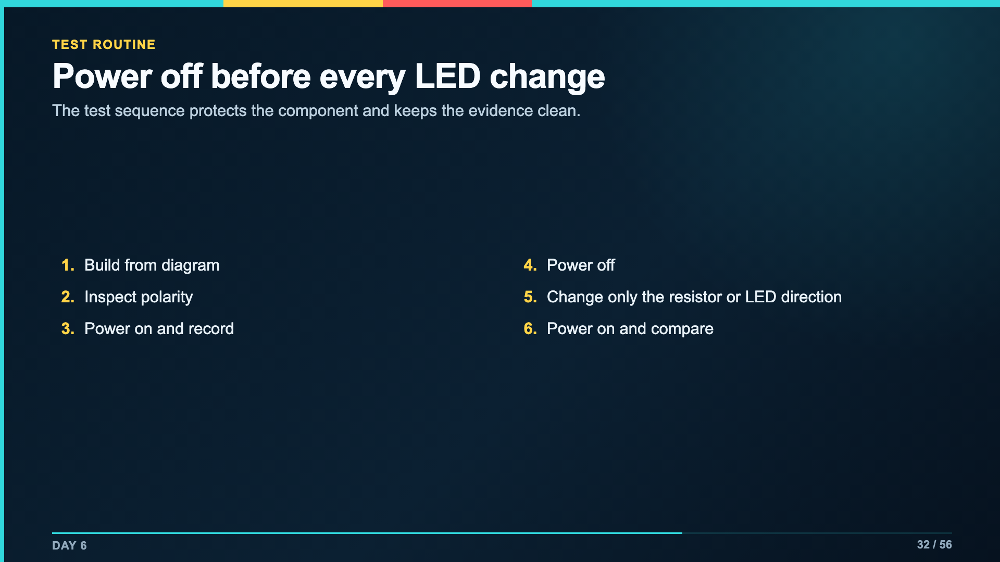 TEST ROUTINE
Power off before every LED change
The test sequence protects the component and keeps the evidence clean.
1. Build from diagram
2. Inspect polarity
3. Power on and record
4. Power off
5. Change only the resistor or LED direction
6. Power on and compare
DAY 6
32 / 56